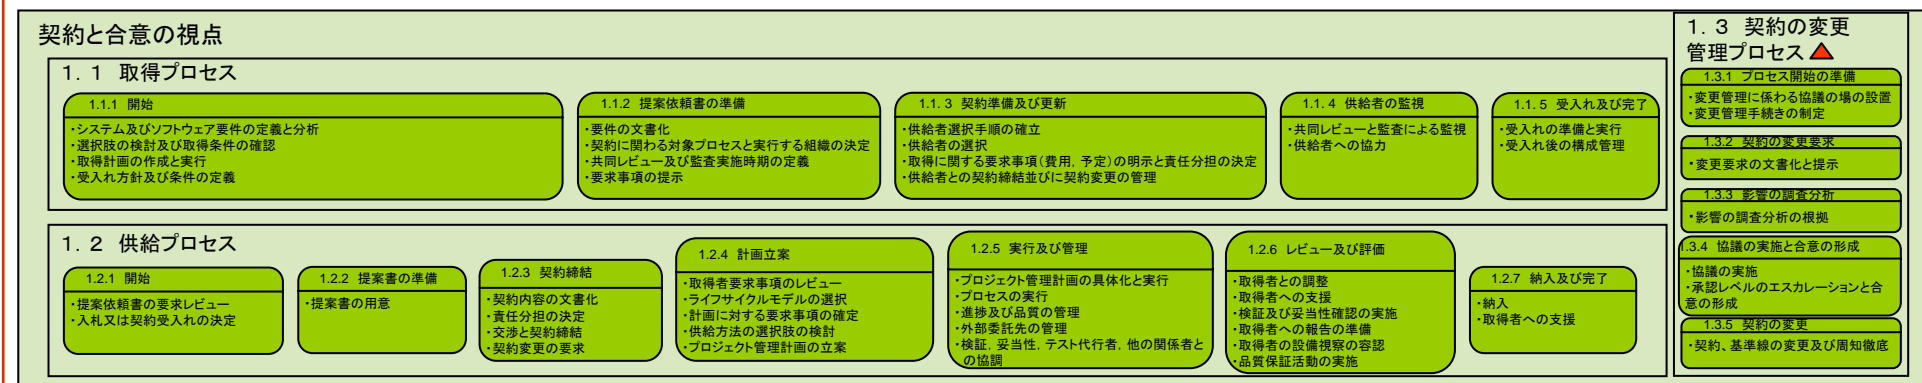 契約と合意の視点
1．1 取得プロセス
1.1.1 開始
・システム及びソフトウェア要件の定義と分析
・選択肢の検討及び取得条件の確認
・取得計画の作成と実行
・受入れ方針及び条件の定義
1.1.2 提案依頼書の準備
・要件の文書化
・契約に関わる対象プロセスと実行する組織の決定
・共同レビュー及び監査実施時期の定義
・要求事項の提示
1.1．3 契約準備及び更新
・供給者選択手順の確立
・供給者の選択
・取得に関する要求事項（費用，予定）の明示と責任分担の決定
・供給者との契約締結並びに契約変更の管理
1.1．4 供給者の監視
・共同レビューと監査による監視
・供給者への協力
1.1．5 受入れ及び完了
・受入れの準備と実行
・受入れ後の構成管理
1．2 供給プロセス
1.2.1 開始
・提案依頼書の要求レビュー
・入札又は契約受入れの決定
1.2.2 提案書の準備
・提案書の用意
1.2.3 契約締結
・契約内容の文書化
・責任分担の決定
・交渉と契約締結
・契約変更の要求
1.2.4 計画立案
・取得者要求事項のレビュー
・ライフサイクルモデルの選択
・計画に対する要求事項の確定
・供給方法の選択肢の検討
・プロジェクト管理計画の立案
1.2.5 実行及び管理
・プロジェクト管理計画の具体化と実行
・プロセスの実行
・進捗及び品質の管理
・外部委託先の管理
・検証，妥当性，テスト代行者，他の関係者と
の協調
1.2.6 レビュー及び評価
・取得者との調整
・取得者への支援
・検証及び妥当性確認の実施
・取得者への報告の準備
・取得者の設備視察の容認
・品質保証活動の実施
1.2.7 納入及び完了
・納入
・取得者への支援
1．3 契約の変更
管理プロセス
1.3.1 プロセス開始の準備
・変更管理に係わる協議の場の設置
・変更管理手続きの制定
1.3.2 契約の変更要求
・変更要求の文書化と提示
1.3.3 影響の調査分析
・影響の調査分析の根拠
1.3.4 協議の実施と合意の形成
・協議の実施
・承認レベルのエスカレーションと合
意の形成
1.3.5 契約の変更
・契約、基準線の変更及び周知徹底